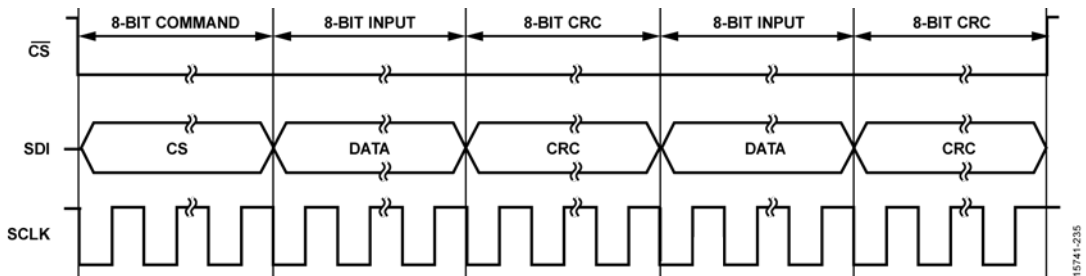 8-BIT COMMAND 8-BIT INPUT 8-BIT CRC 8-BIT INPUT 8-BIT CRC
CS
SDI CS DATA CRC DATA CRC
SCLK
15741-235